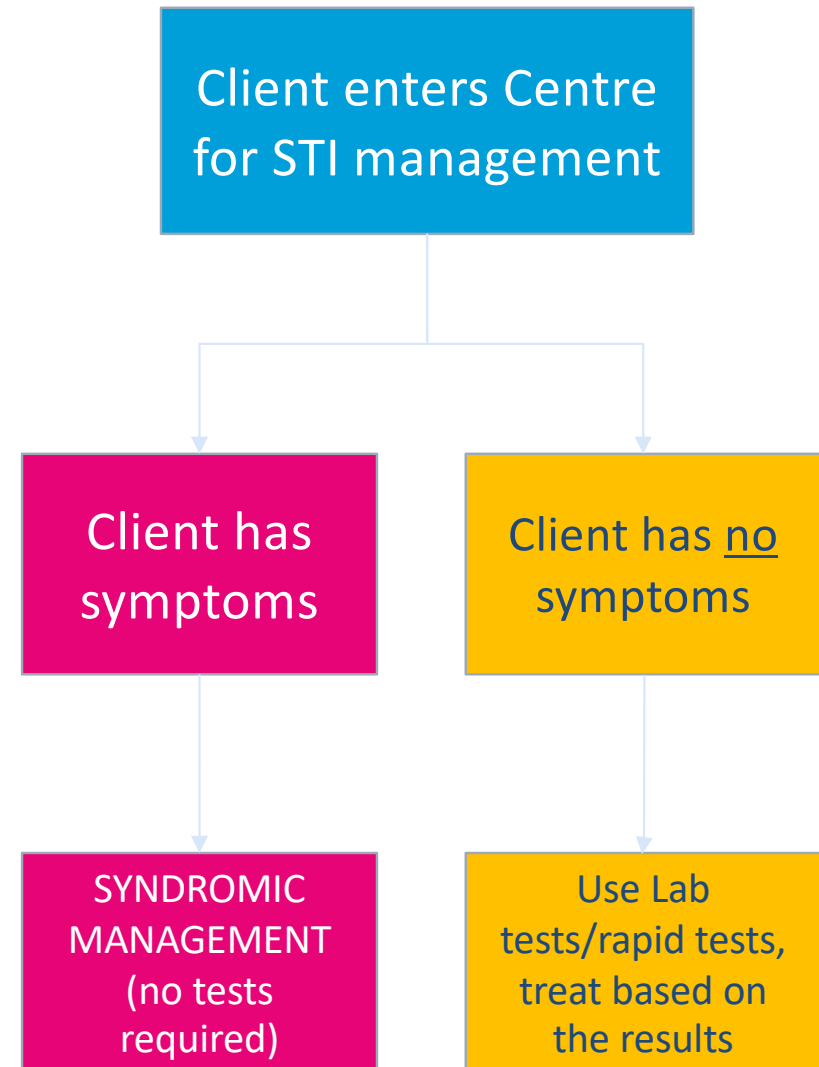 Client enters Centre
for STI management
Client has
symptoms
Client has no
symptoms
SYNDROMIC
MANAGEMENT
(no tests
required)
Use Lab
tests/rapid tests,
treat based on
the results